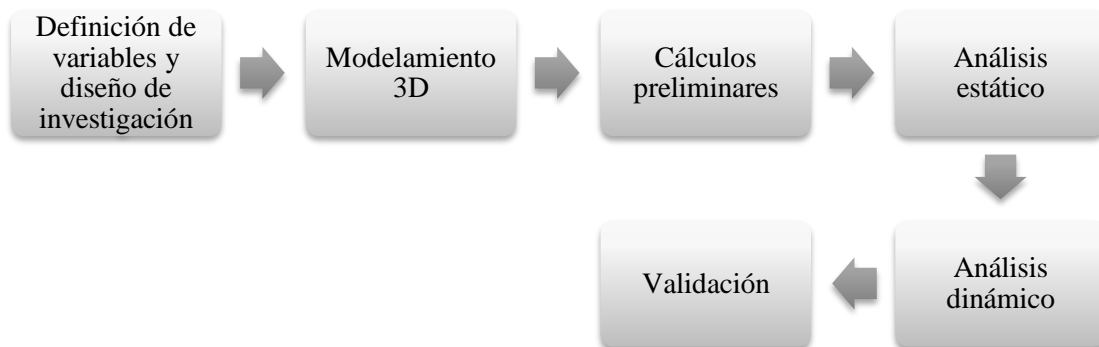 Definición de
variables y
diseño de
investigación
Modelamiento
3D
Cálculos
preliminares
Análisis
estático
Análisis
dinámico
Validación